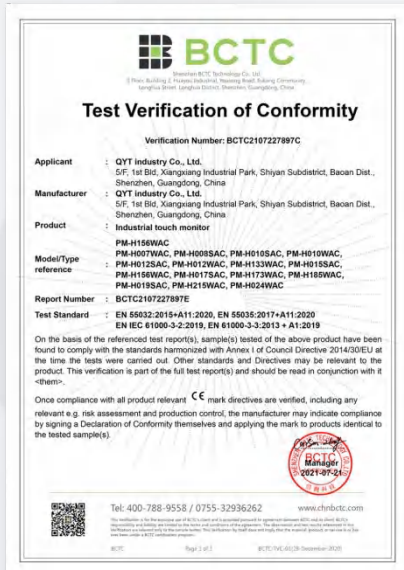 BCTC
Shenzhen BCTC Technology Co., Ltd.
Test Verification of Conformity
Verification Number: BCTC2107227897C
Applicant : QYT industry Co., Ltd.
5/F, 1st Bld, Xiangxiang Industrial Park, Shiyan Subdistrict, Baoan Dist.,
Shenzhen, Guangdong, China
Manufacturer : QYT industry Co., Ltd.
5/F, 1st Bld, Xiangxiang Industrial Park, Shiyan Subdistrict, Baoan Dist.,
Shenzhen, Guangdong, China
Product : Industrial touch monitor
PM-H156WAC
PM-H007WAC, PM-H008SAC, PM-H010SAC, PM-H010WAC,
Model/Type reference : PM-H012SAC, PM-H012WAC, PM-H133WAC, PM-H015SAC,
PM-H156WAC, PM-H017SAC, PM-H173WAC, PM-H185WAC,
PM-H019SAC, PM-H215WAC, PM-H024WAC
Report Number : BCTC2107227897E
Test Standard : EN 55032:2015+A11:2020, EN 55035:2017+A11:2020
EN IEC 61000-3-2:2019, EN 61000-3-3:2013 + A1:2019
On the basis of the referenced test report(s), sample(s) tested of the above product have been
found to comply with the standards harmonized with Annex I of Council Directive 2014/30/EU at
the time the tests were carried out. Other standards and Directives may be relevant to the
product. This verification is part of the full test report(s) and should be read in conjunction with it
<them>.
Once compliance with all product relevant CE mark directives are verified, including any
relevant e.g. risk assessment and production control, the manufacturer may indicate compliance
by signing a Declaration of Conformity themselves and applying the mark to products identical to
the tested sample(s).
BCTC
Manager
2021-07-21
Tel: 400-788-9558 / 0755-32936262 www.chnbctc.com
BCTC Page 1 of 1